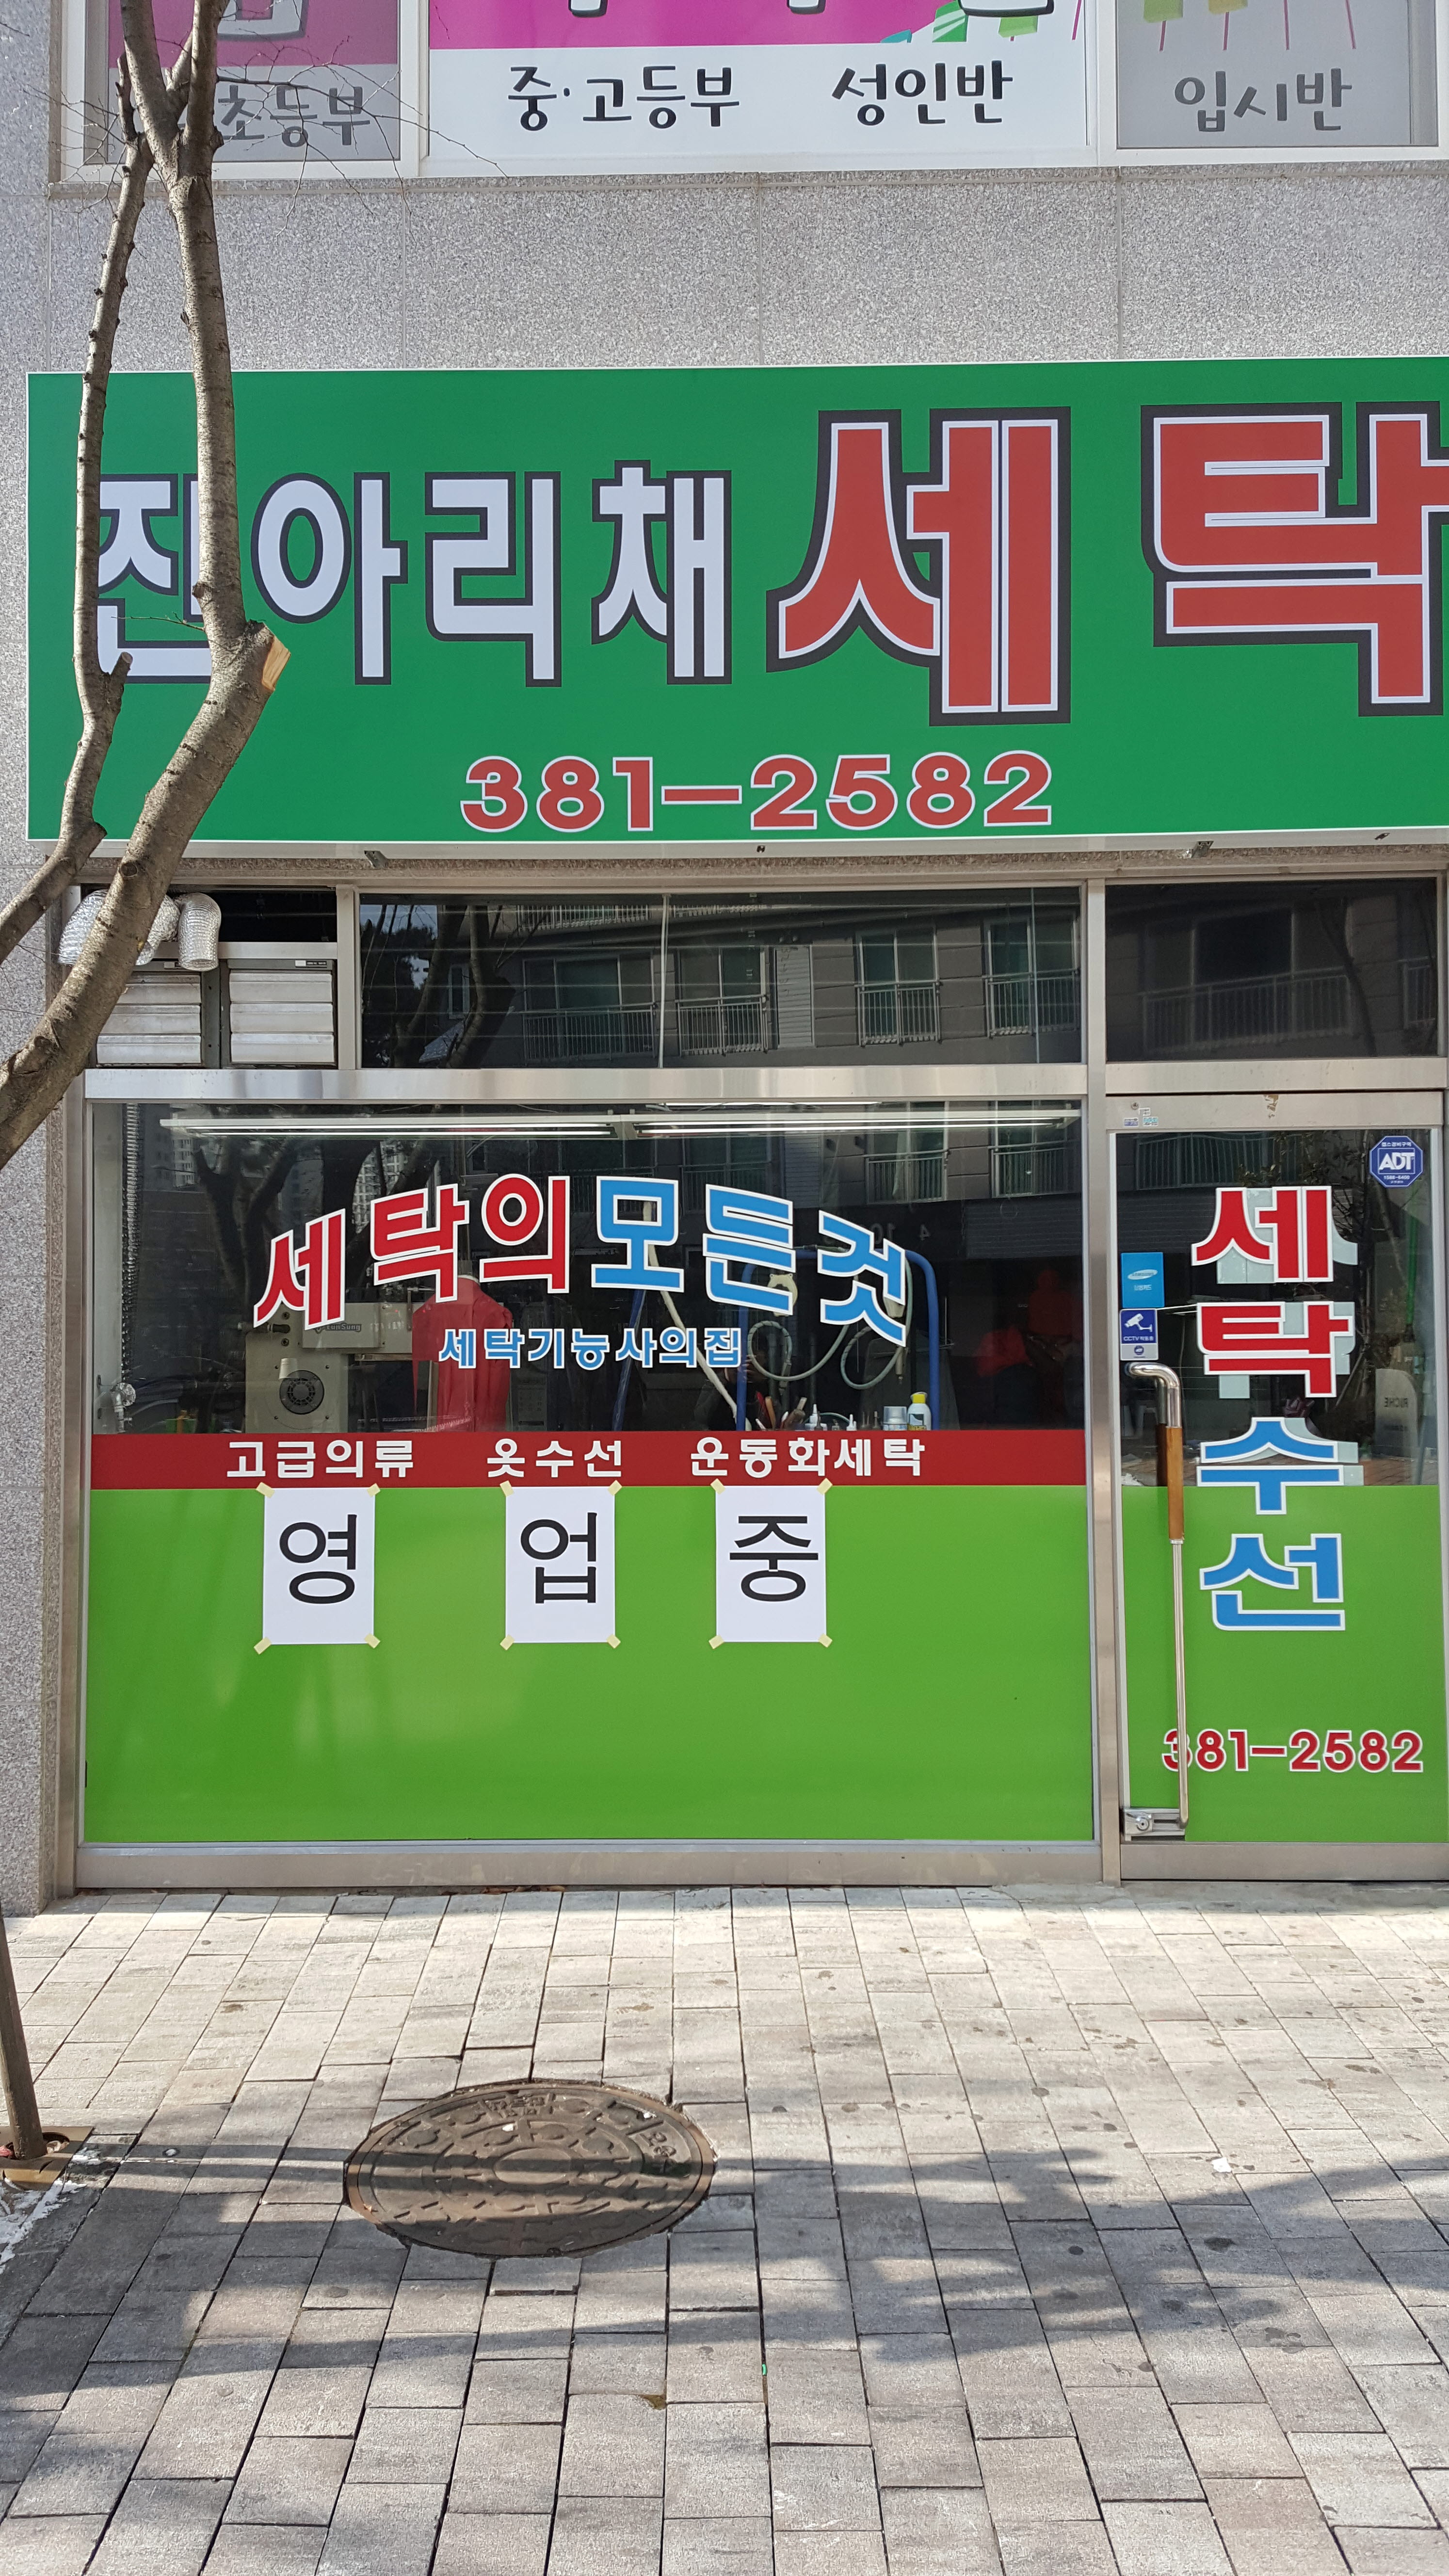 초등부 중·고등부 성인반 입시반
진아리채 세탁
381-2582
세탁의모든것
세탁기능사의집
고급의류 옷수선 운동화세탁
영업중
ADT
CCTV
세탁
수선
381-2582